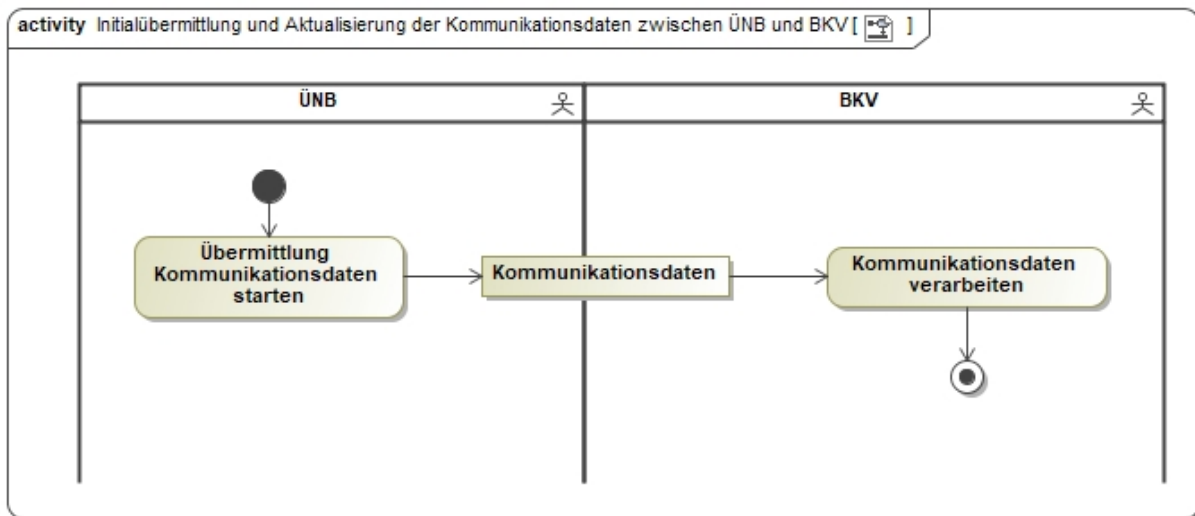 activity Initialübermittlung und Aktualisierung der Kommunikationsdaten zwischen ÜNB und BKV [ ]
ÜNB
BKV
Übermittlung
Kommunikationsdaten
starten
Kommunikationsdaten
Kommunikationsdaten
verarbeiten